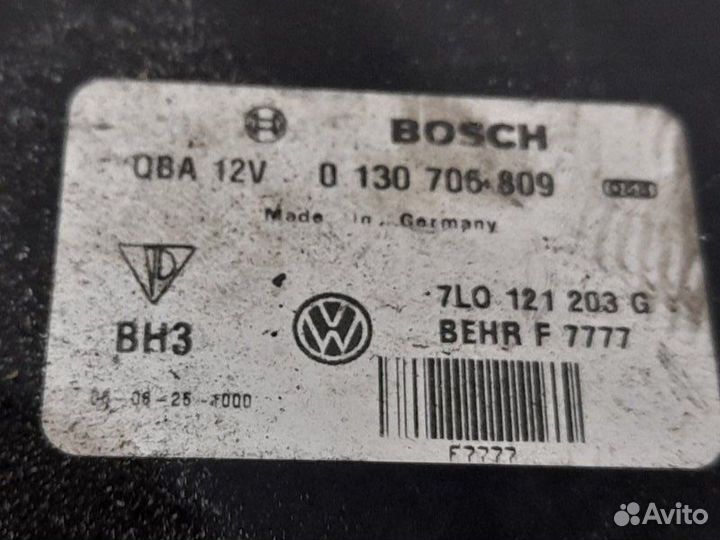 BOSCH
QBA 12V 0 130 706 809
Made in Germany
7L0 121 203 G
BH3
BEHR F 7777
F7777
Avito